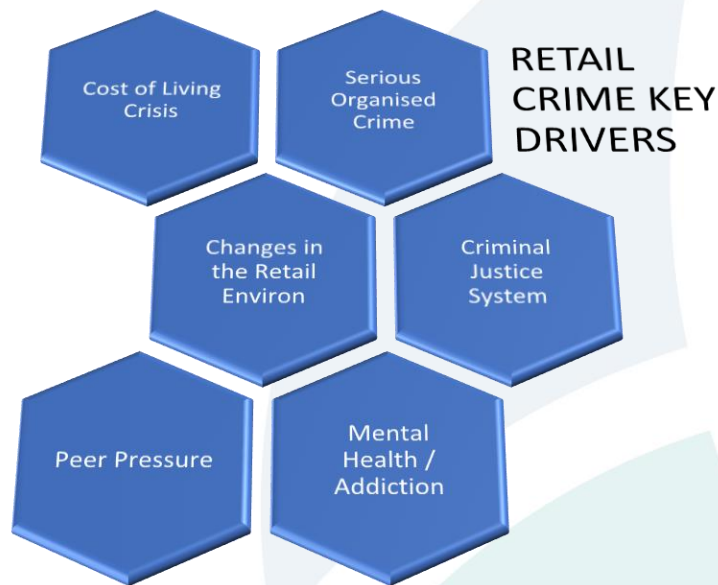 RETAIL
CRIME KEY
DRIVERS
Cost of Living
Crisis
Serious
Organised
Crime
Changes in
the Retail
Environ
Criminal
Justice
System
Peer Pressure
Mental
Health /
Addiction